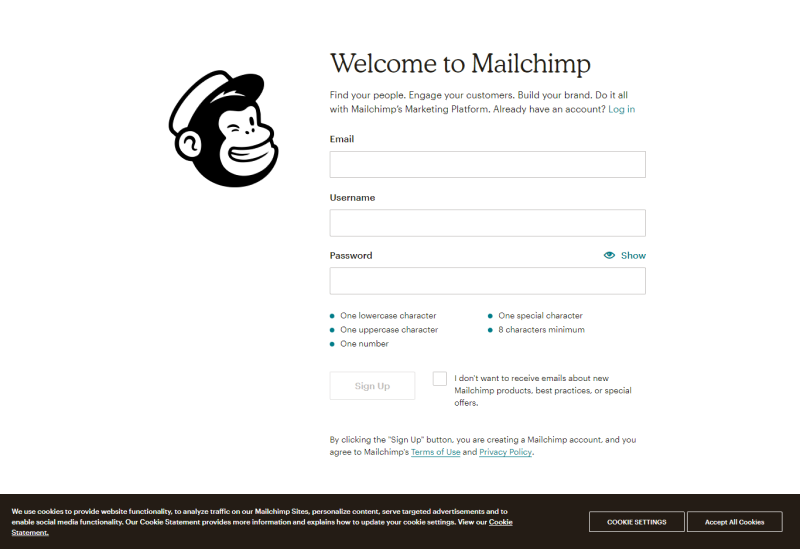 Welcome to Mailchimp
Find your people. Engage your customers. Build your brand. Do it all
with Mailchimp's Marketing Platform. Already have an account? Log in
Email
Username
Password
Show
One lowercase character
One special character
One uppercase character
8 characters minimum
One number
Sign Up
I don't want to receive emails about new
Mailchimp products, best practices, or special
offers.
By clicking the "Sign Up" button, you are creating a Mailchimp account, and you
agree to Mailchimp's Terms of Use and Privacy Policy.
We use cookies to provide website functionality, to analyze traffic on our Mailchimp Sites, personalize content, serve targeted advertisements and to
enable social media functionality. Our Cookie Statement provides more information and explains how to update your cookie settings. View our Cookie
Statement.
COOKIE SETTINGS
Accept All Cookies